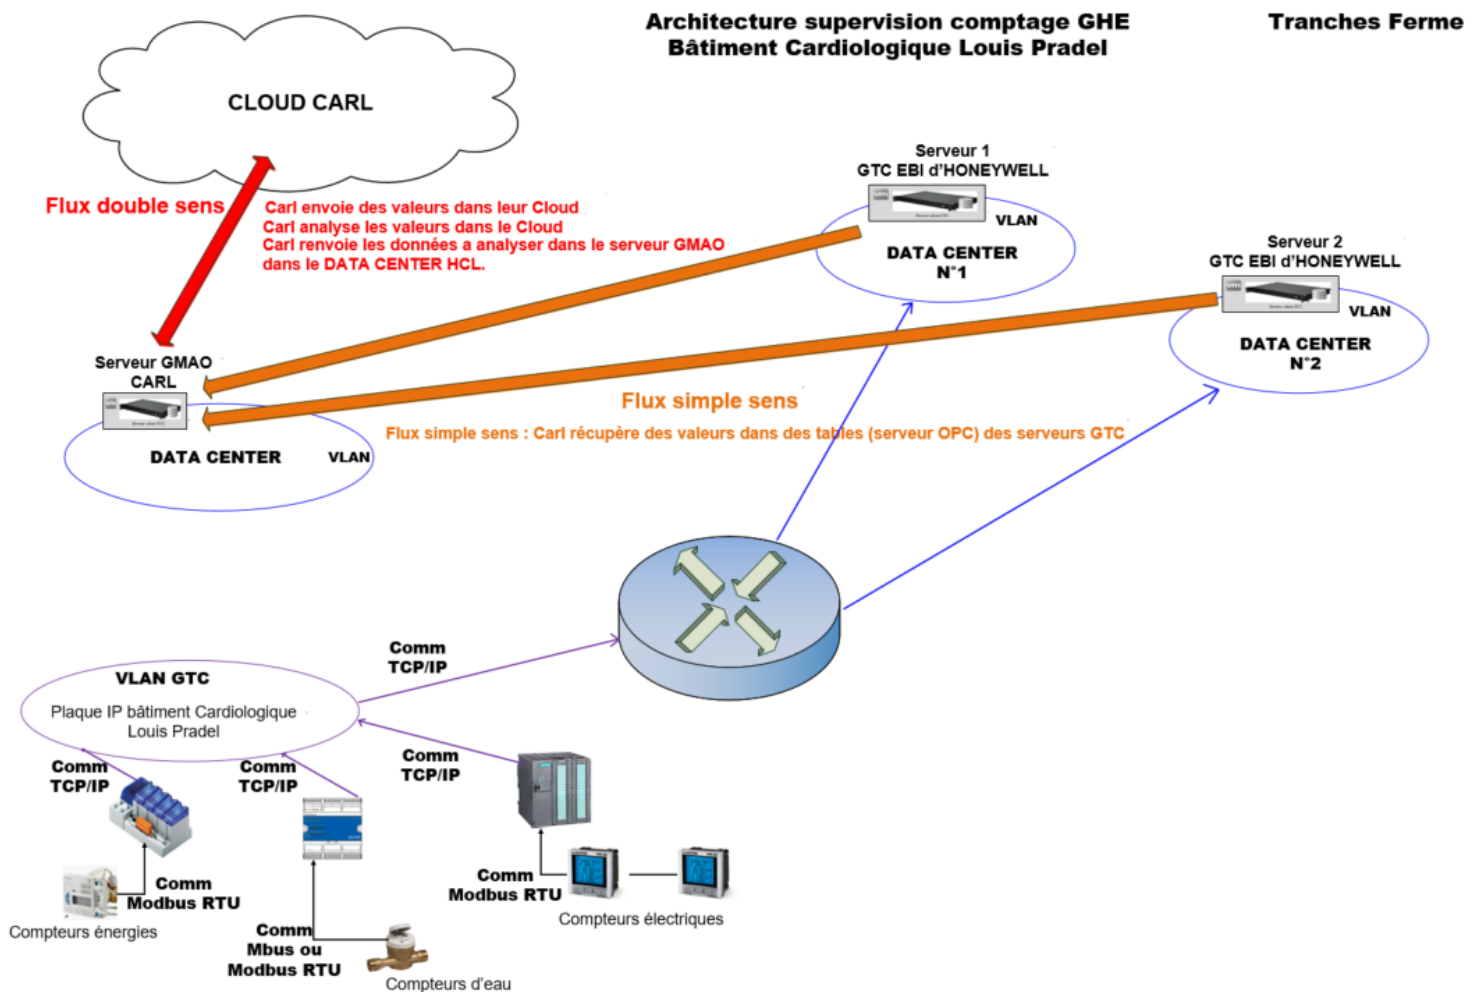 Architecture supervision comptage GHE
Bâtiment Cardiologique Louis Pradel
Tranches Ferme
CLOUD CARL
Flux double sens
Carl envoie des valeurs dans leur Cloud
Carl analyse les valeurs dans le Cloud
Carl renvoie les données a analyser dans le serveur GMAO
dans le DATA CENTER HCL.
Serveur 1
GTC EBI d'HONEYWELL
VLAN
DATA CENTER
N°1
Serveur 2
GTC EBI d'HONEYWELL
VLAN
DATA CENTER
N°2
Serveur GMAO
CARL
DATA CENTER
VLAN
Flux simple sens
Flux simple sens : Carl récupère des valeurs dans des tables (serveur OPC) des serveurs GTC
Comm
TCP/IP
VLAN GTC
Plaque IP bâtiment Cardiologique
Louis Pradel
Comm
TCP/IP
Comm
TCP/IP
Comm
TCP/IP
Comm
Modbus RTU
Comm
Modbus RTU
Compteurs énergies
Comm
Mbus ou
Modbus RTU
Compteurs électriques
Compteurs d'eau